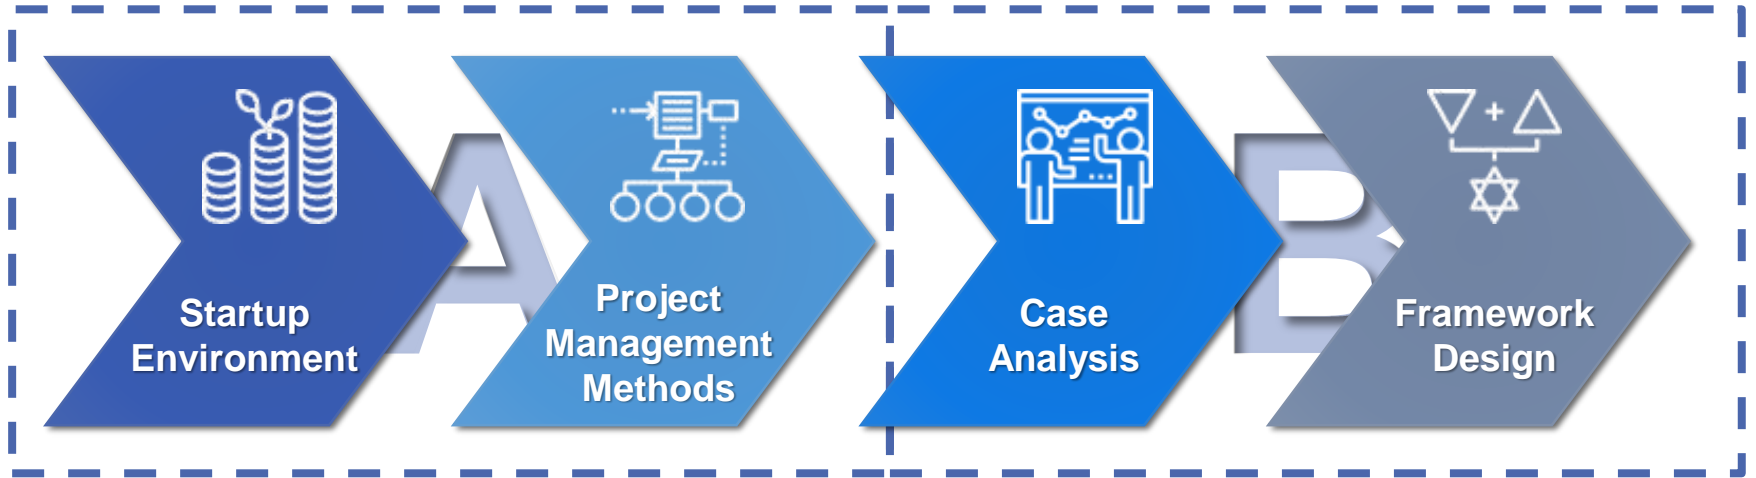 A
B
Startup
Environment
Project
Management
Methods
Case
Analysis
Framework
Design